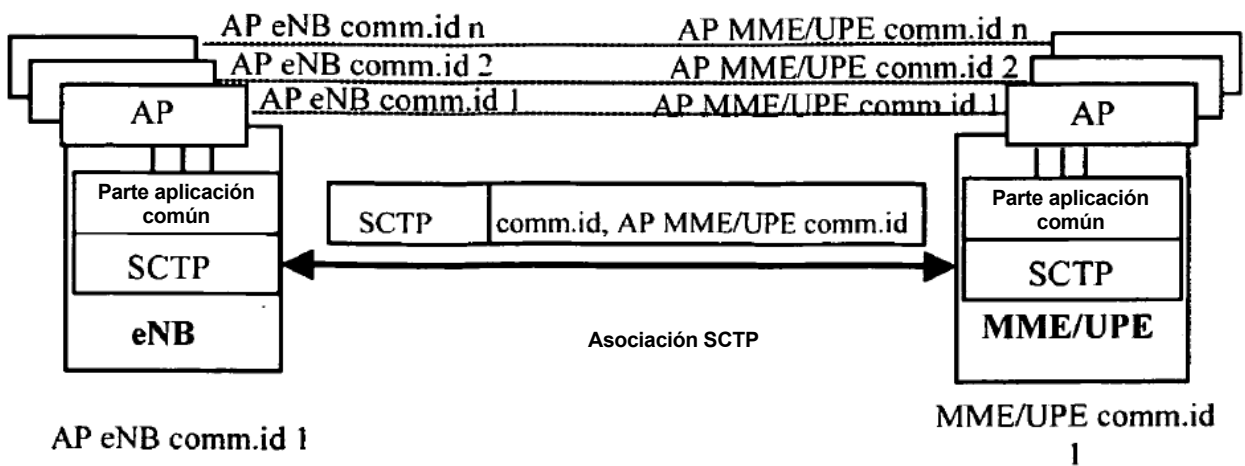 AP eNB comm.id n AP MME/UPE comm.id n
AP eNB comm.id 2 AP MME/UPE comm.id 2
AP eNB comm.id 1 AP MME/UPE comm.id 1
AP AP
Parte aplicación
común
SCTP comm.id, AP MME/UPE comm.id
Parte aplicación
común
SCTP SCTP
eNB MME/UPE
Asociación SCTP
AP eNB comm.id 1
MME/UPE comm.id
1